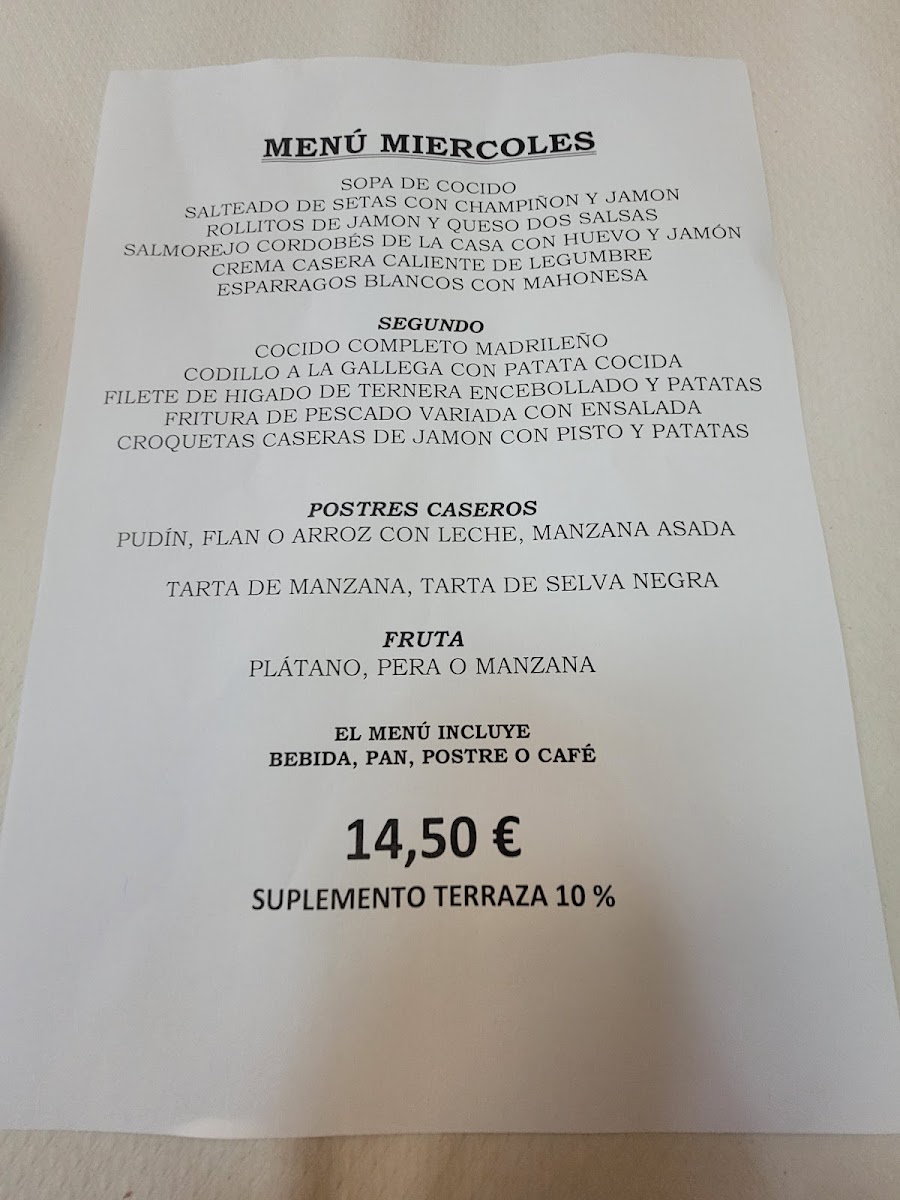 MENÚ MIERCOLES
SOPA DE COCIDO
SALTEADO DE SETAS CON CHAMPIÑON Y JAMON
ROLLITOS DE JAMON Y QUESO DOS SALSAS
SALMOREJO CORDOBÉS DE LA CASA CON HUEVO Y JAMÓN
CREMA CASERA CALIENTE DE LEGUMBRE
ESPARRAGOS BLANCOS CON MAHONESA
SEGUNDO
COCIDO COMPLETO MADRILEÑO
CODILLO A LA GALLEGA CON PATATA COCIDA
FILETE DE HIGADO DE TERNERA ENCEBOLLADO Y PATATAS
FRITURA DE PESCADO VARIADA CON ENSALADA
CROQUETAS CASERAS DE JAMON CON PISTO Y PATATAS
POSTRES CASEROS
PUDÍN, FLAN O ARROZ CON LECHE, MANZANA ASADA
TARTA DE MANZANA, TARTA DE SELVA NEGRA
FRUTA
PLÁTANO, PERA O MANZANA
EL MENÚ INCLUYE
BEBIDA, PAN, POSTRE O CAFÉ
14,50 €
SUPLEMENTO TERRAZA 10 %